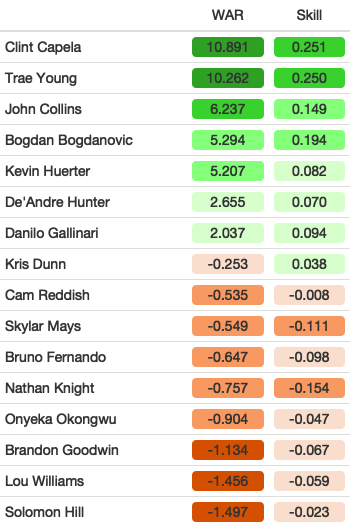 WAR Skill
Clint Capela 10.891 0.251
Trae Young 10.262 0.250
John Collins 6.237 0.149
Bogdan Bogdanovic 5.294 0.194
Kevin Huerter 5.207 0.082
De'Andre Hunter 2.655 0.070
Danilo Gallinari 2.037 0.094
Kris Dunn -0.253 0.038
Cam Reddish -0.535 -0.008
Skylar Mays -0.549 -0.111
Bruno Fernando -0.647 -0.098
Nathan Knight -0.757 -0.154
Onyeka Okongwu -0.904 -0.047
Brandon Goodwin -1.134 -0.067
Lou Williams -1.456 -0.059
Solomon Hill -1.497 -0.023